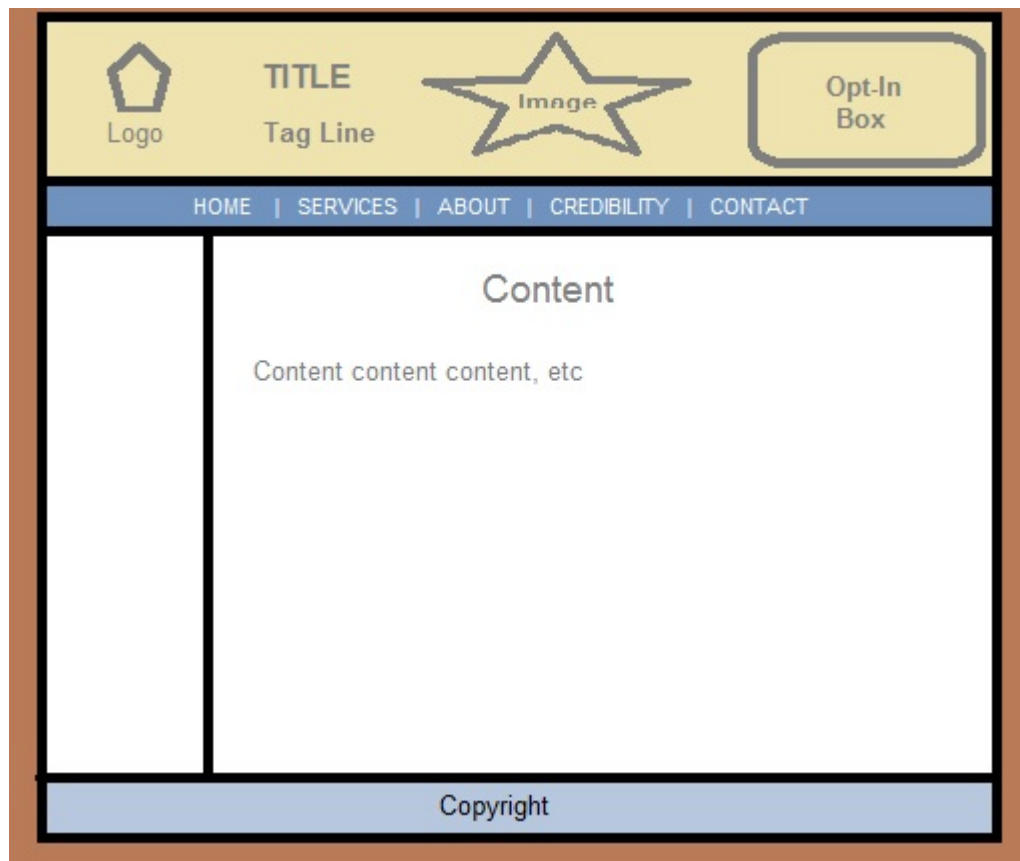 TITLE
Image
Opt-In
Box
Logo
Tag Line
HOME | SERVICES | ABOUT | CREDIBILITY | CONTACT
Content
Content content content, etc
Copyright